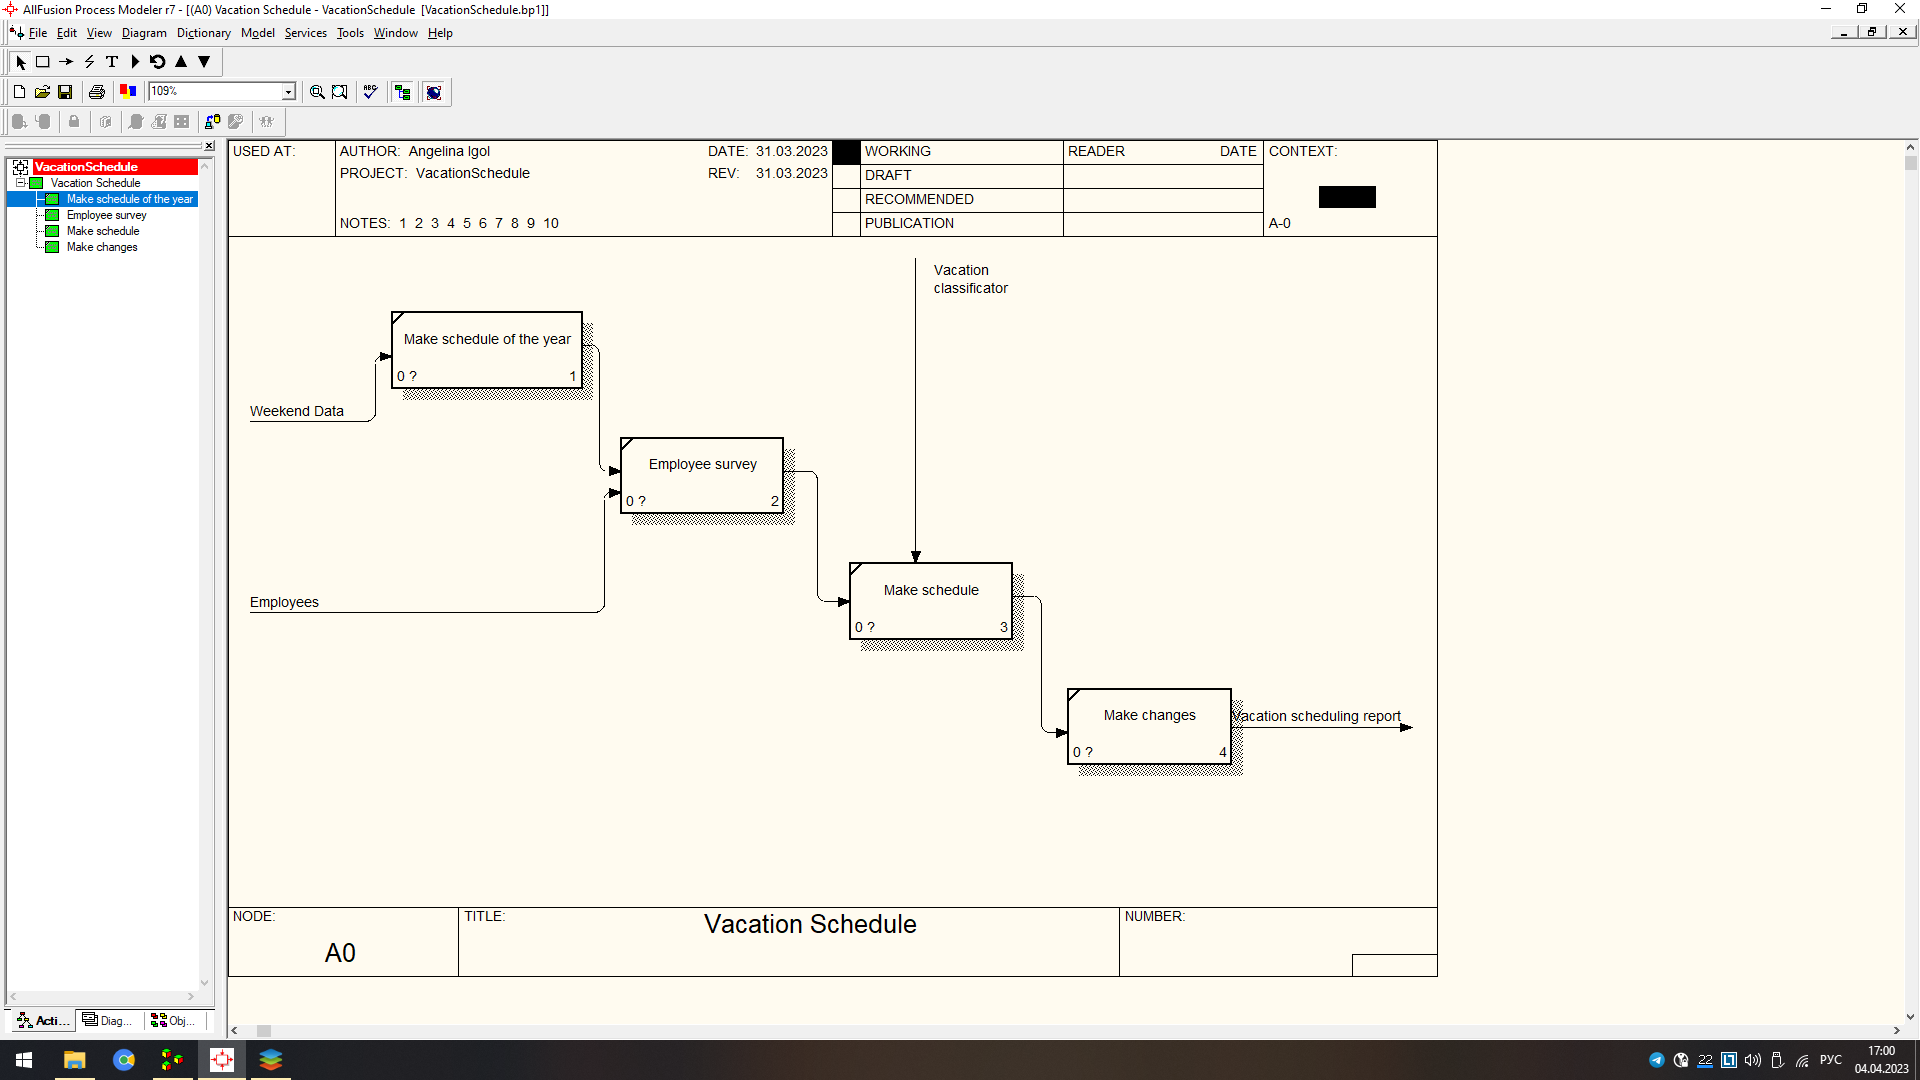 AllFusion Process Modeler r7 - [(A0) Vacation Schedule - VacationSchedule  [VacationSchedule.bp1]]
File Edit View Diagram Dictionary Model Services Tools Window Help
T
109%
ABC
VacationSchedule
Vacation Schedule
Make schedule of the year
Employee survey
Make schedule
Make changes
Acti...
Diag...
Obj...
USED AT:
AUTHOR: Angelina Igol
DATE: 31.03.2023
PROJECT: VacationSchedule
REV: 31.03.2023
NOTES: 1 2 3 4 5 6 7 8 9 10
WORKING
DRAFT
RECOMMENDED
PUBLICATION
READER DATE
CONTEXT:
A-0
Vacation
classificator
Make schedule of the year
0 ? 1
Weekend Data
Employee survey
0 ? 2
Employees
Make schedule
0 ? 3
Make changes
0 ? 4
Vacation scheduling report
NODE:
A0
TITLE:
Vacation Schedule
NUMBER:
22
РУС
17:00
04.04.2023